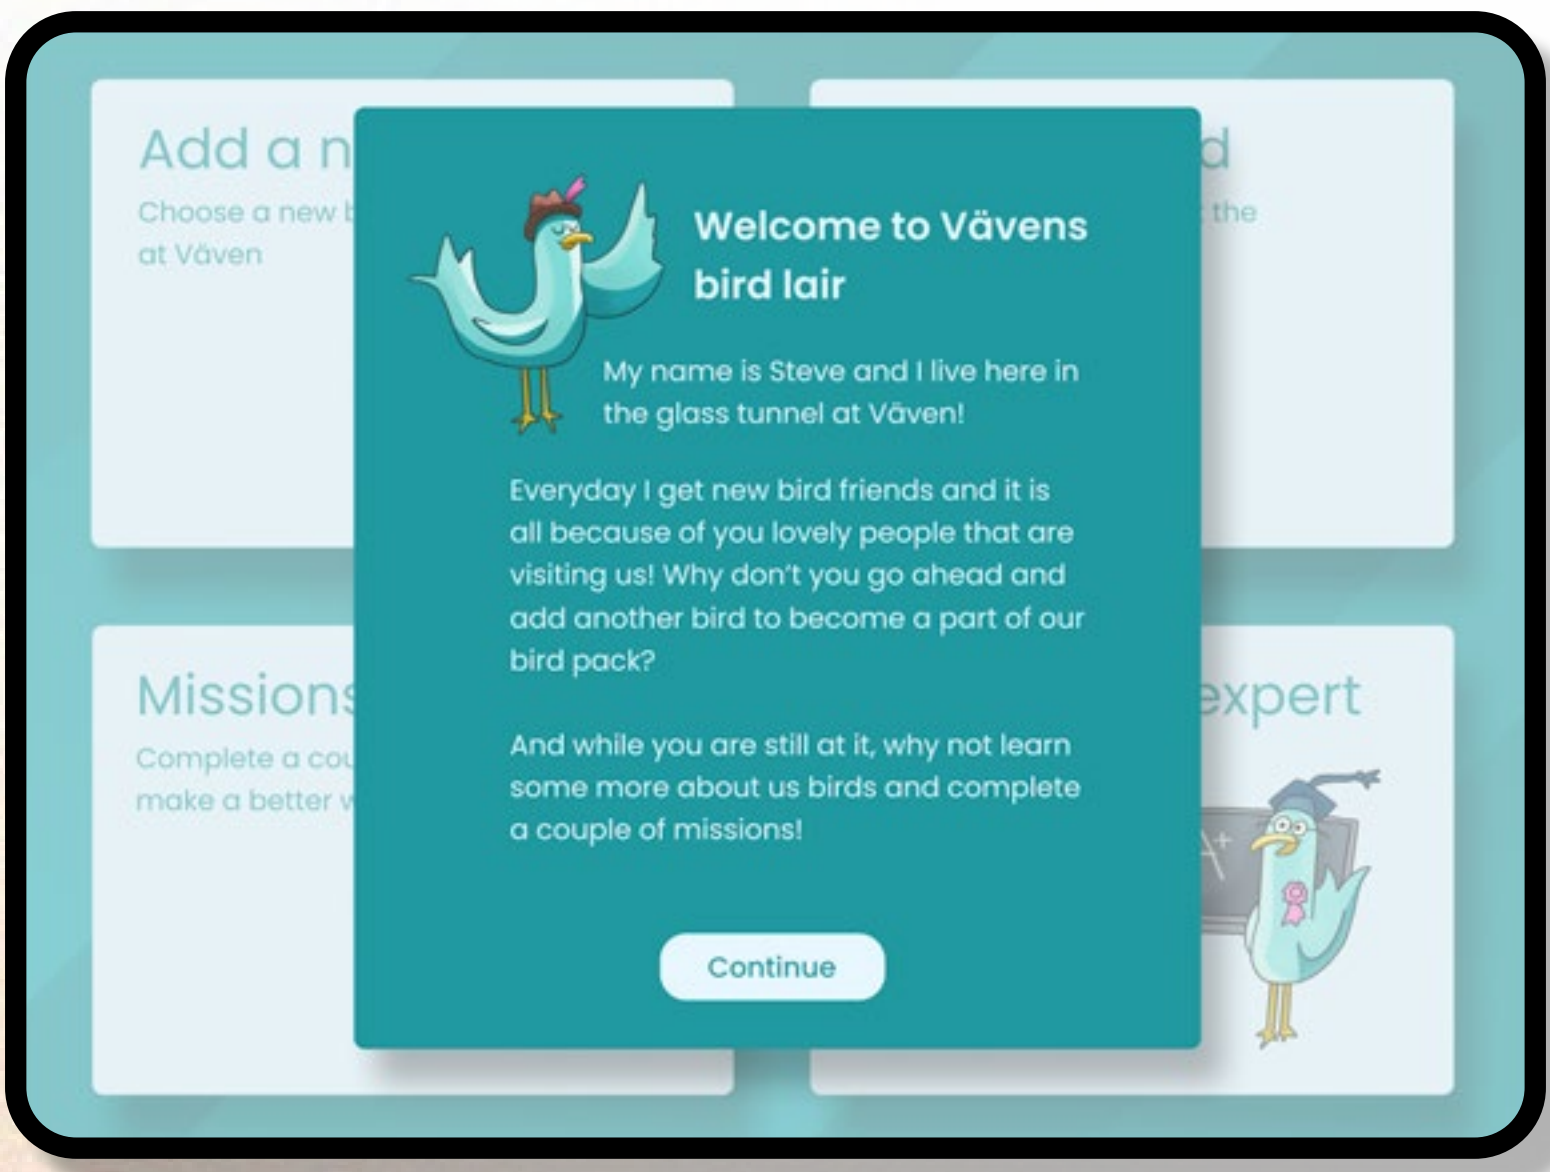 Add a n
Choose a new b
at Väven
d
the
Welcome to Vävens
bird lair
My name is Steve and I live here in
the glass tunnel at Väven!
Everyday I get new bird friends and it is
all because of you lovely people that are
visiting us! Why don't you go ahead and
add another bird to become a part of our
bird pack?
And while you are still at it, why not learn
some more about us birds and complete
a couple of missions!
Continue
Missions
Complete a cou
make a better w
expert
A+